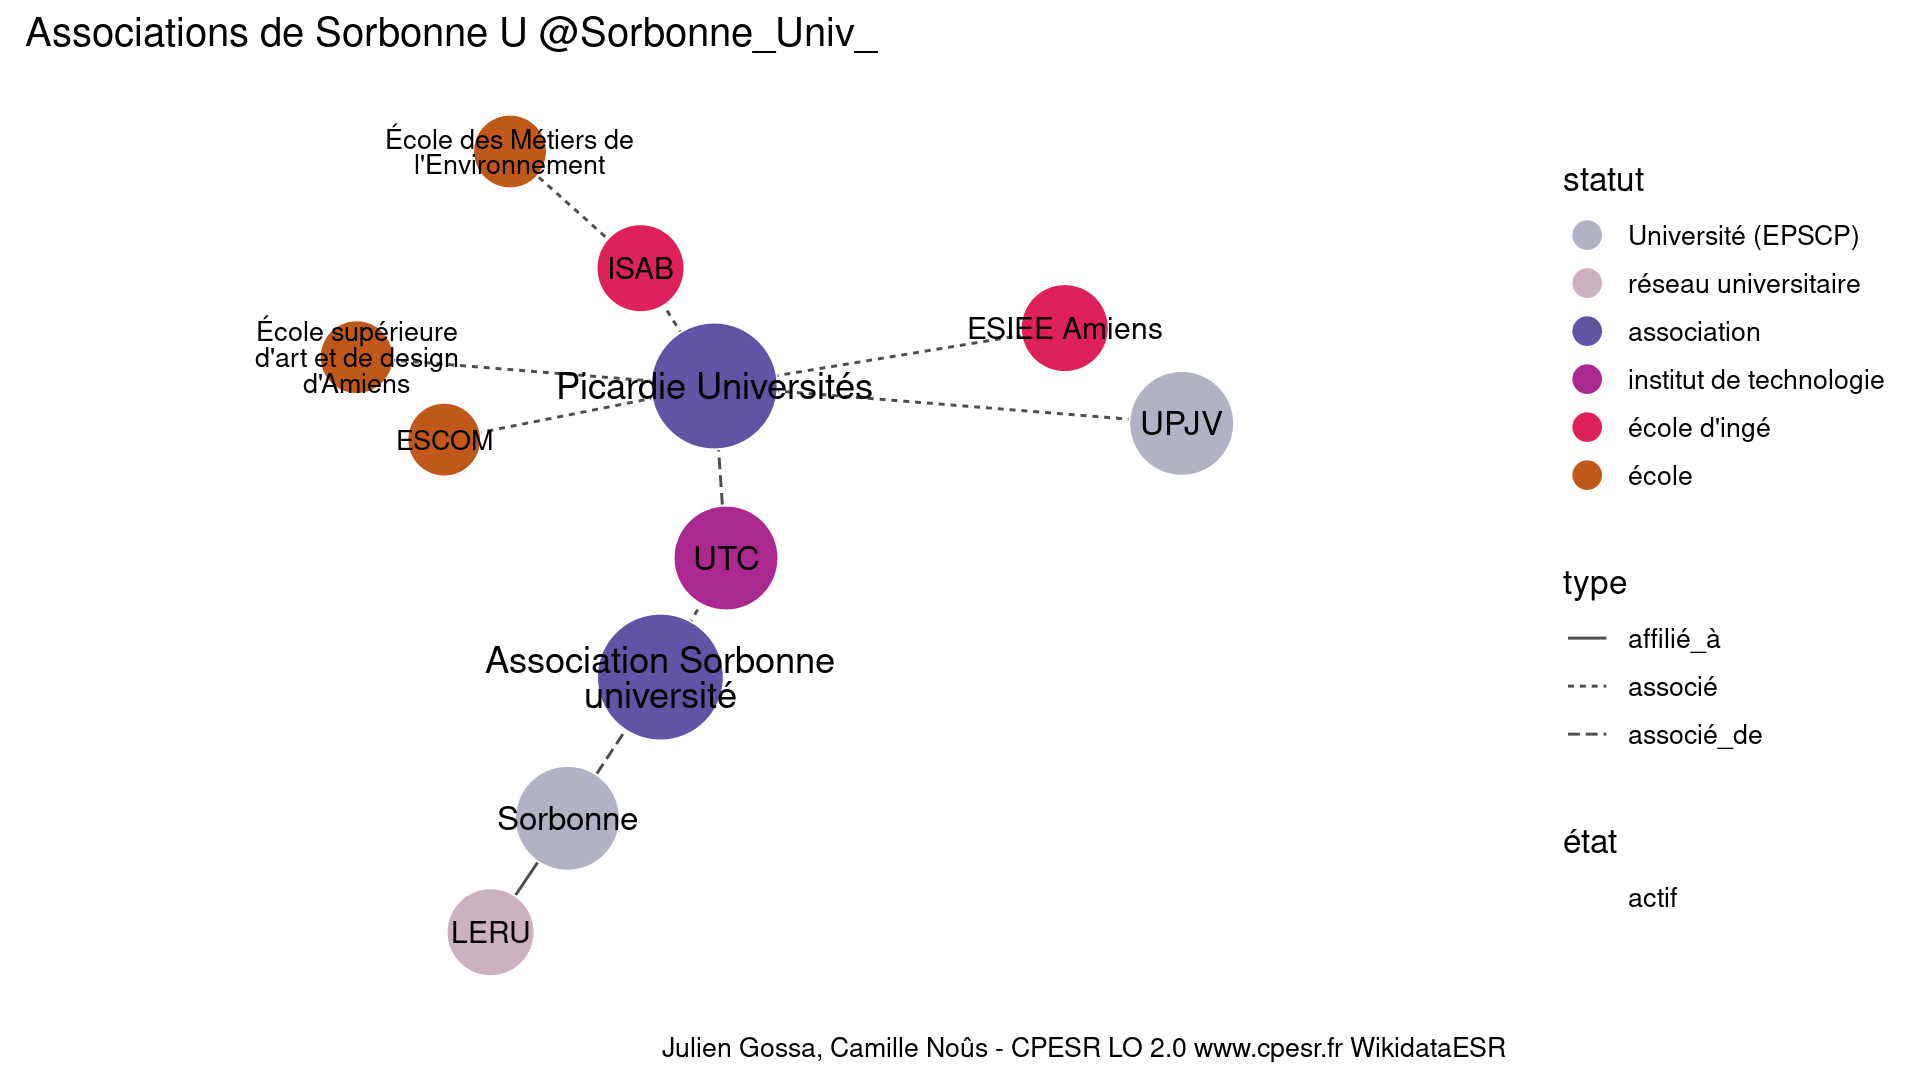 Associations de Sorbonne U @Sorbonne_Univ_
École des Métiers de
l'Environnement
ISAB
École supérieure
d'art et de design
d'Amiens
ESIEE Amiens
Picardie Universités
UPJV
ESCOM
UTC
Association Sorbonne
université
Sorbonne
LERU
statut
Université (EPSCP)
réseau universitaire
association
institut de technologie
école d'ingé
école
type
affilié_à
associé
associé_de
état
actif
Julien Gossa, Camille Noûs - CPESR LO 2.0 www.cpesr.fr WikidataESR